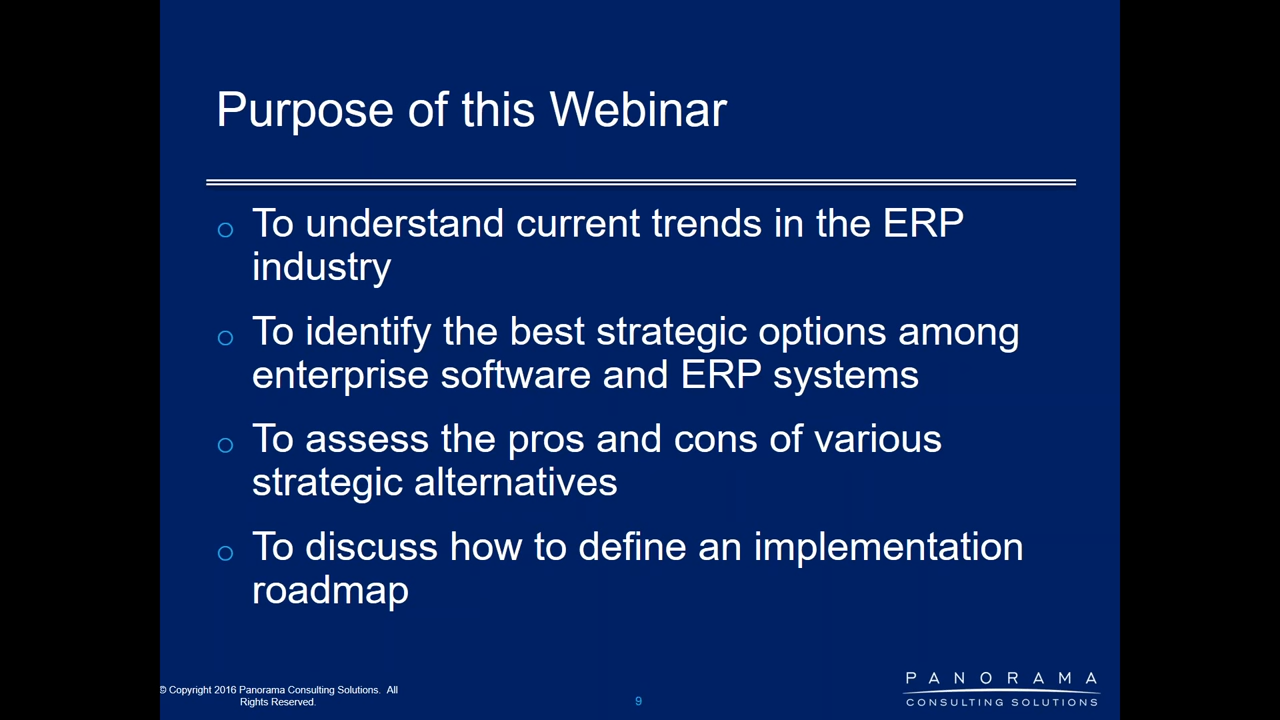 Purpose of this Webinar
To understand current trends in the ERP
industry
To identify the best strategic options among
enterprise software and ERP systems
To assess the pros and cons of various
strategic alternatives
To discuss how to define an implementation
roadmap
© Copyright 2016 Panorama Consulting Solutions. All
Rights Reserved.
9
PANORAMA
CONSULTING SOLUTIONS